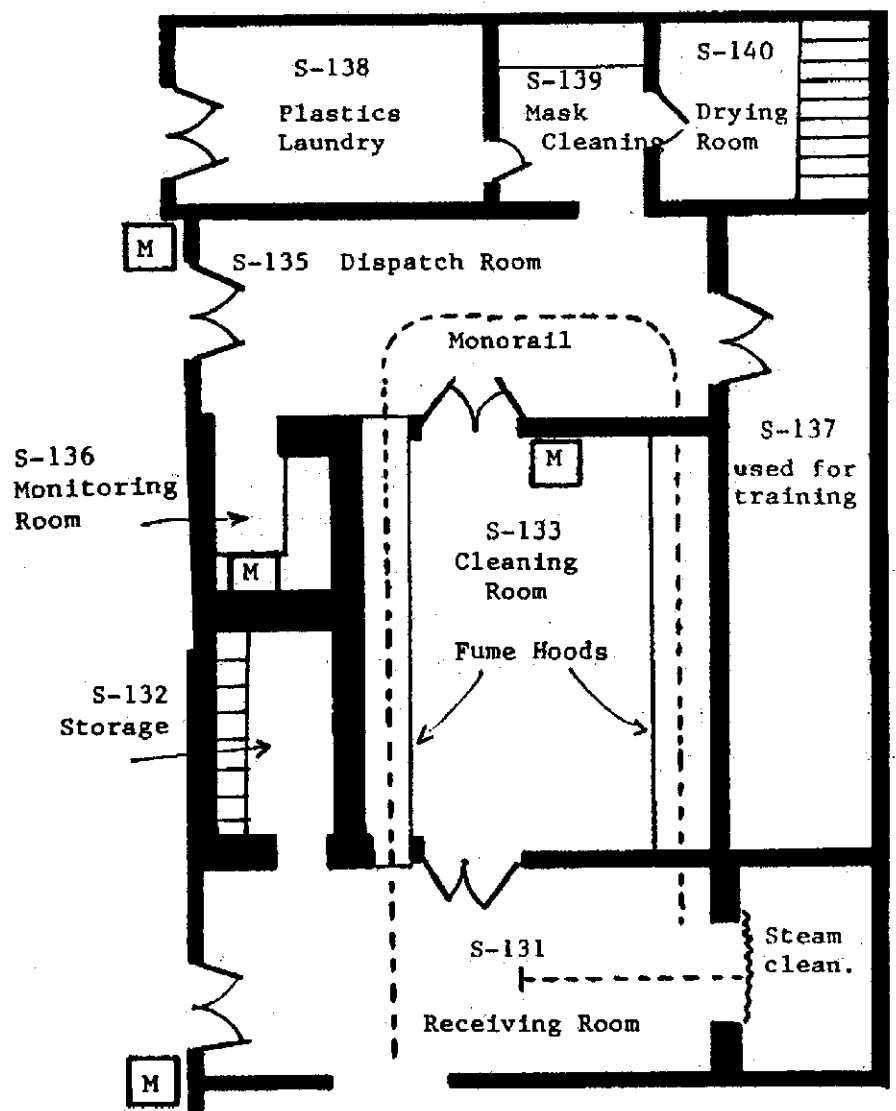 S-138
Plastics
Laundry
S-139
Mask
Cleaning
S-140
Drying
Room
M
S-135 Dispatch Room
Monorail
S-136
Monitoring
Room
M
M
S-133
Cleaning
Room
S-137
used for
training
Fume Hoods
S-132
Storage
S-131
Receiving Room
Steam
clean.
M